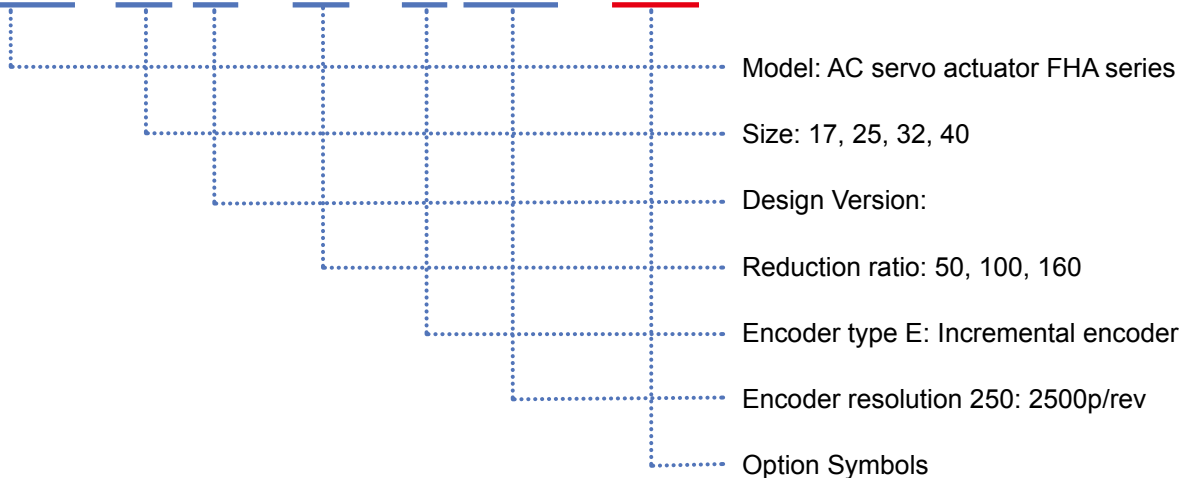 Model: AC servo actuator FHA series
Size: 17, 25, 32, 40
Design Version:
Reduction ratio: 50, 100, 160
Encoder type E: Incremental encoder
Encoder resolution 250: 2500p/rev
Option Symbols